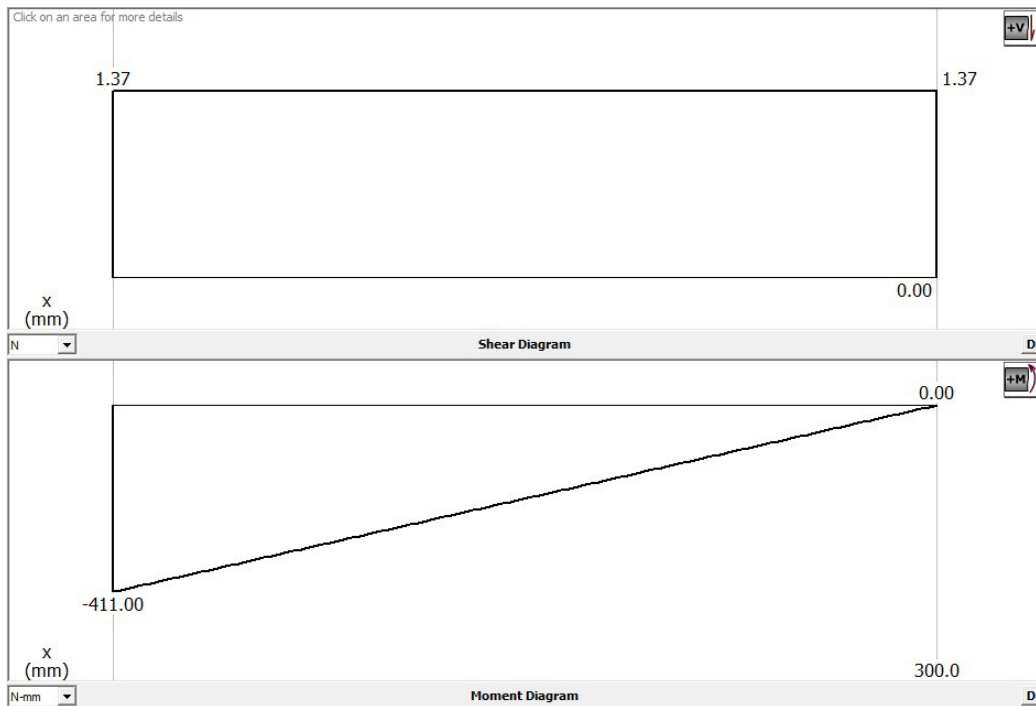 Click on an area for more details
+V
1.37 1.37
0.00
x
(mm)
N Shear Diagram D
+M
0.00
-411.00
x
(mm) 300.0
N-mm Moment Diagram D